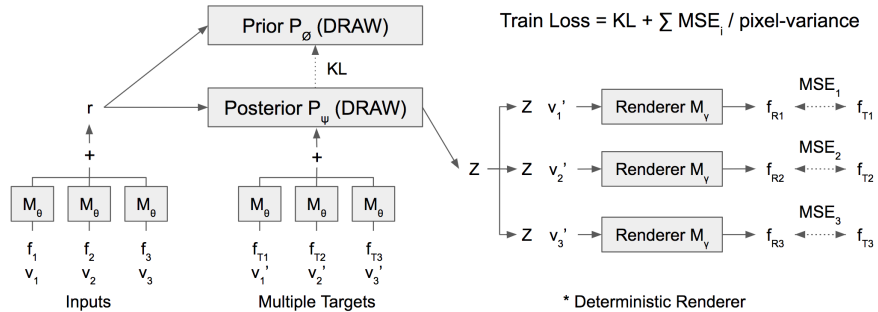 Prior P_ø (DRAW)
Train Loss = KL + ∑ MSE_i / pixel-variance
KL
r
Posterior P_ψ (DRAW)
+
+
M_θ M_θ M_θ
M_θ M_θ M_θ
f_1 f_2 f_3
v_1 v_2 v_3
Inputs
f_T1 f_T2 f_T3
v_1' v_2' v_3'
Multiple Targets
Z
Z v_1' Renderer M_γ f_R1 MSE_1 f_T1
Z v_2' Renderer M_γ f_R2 MSE_2 f_T2
Z v_3' Renderer M_γ f_R3 MSE_3 f_T3
* Deterministic Renderer